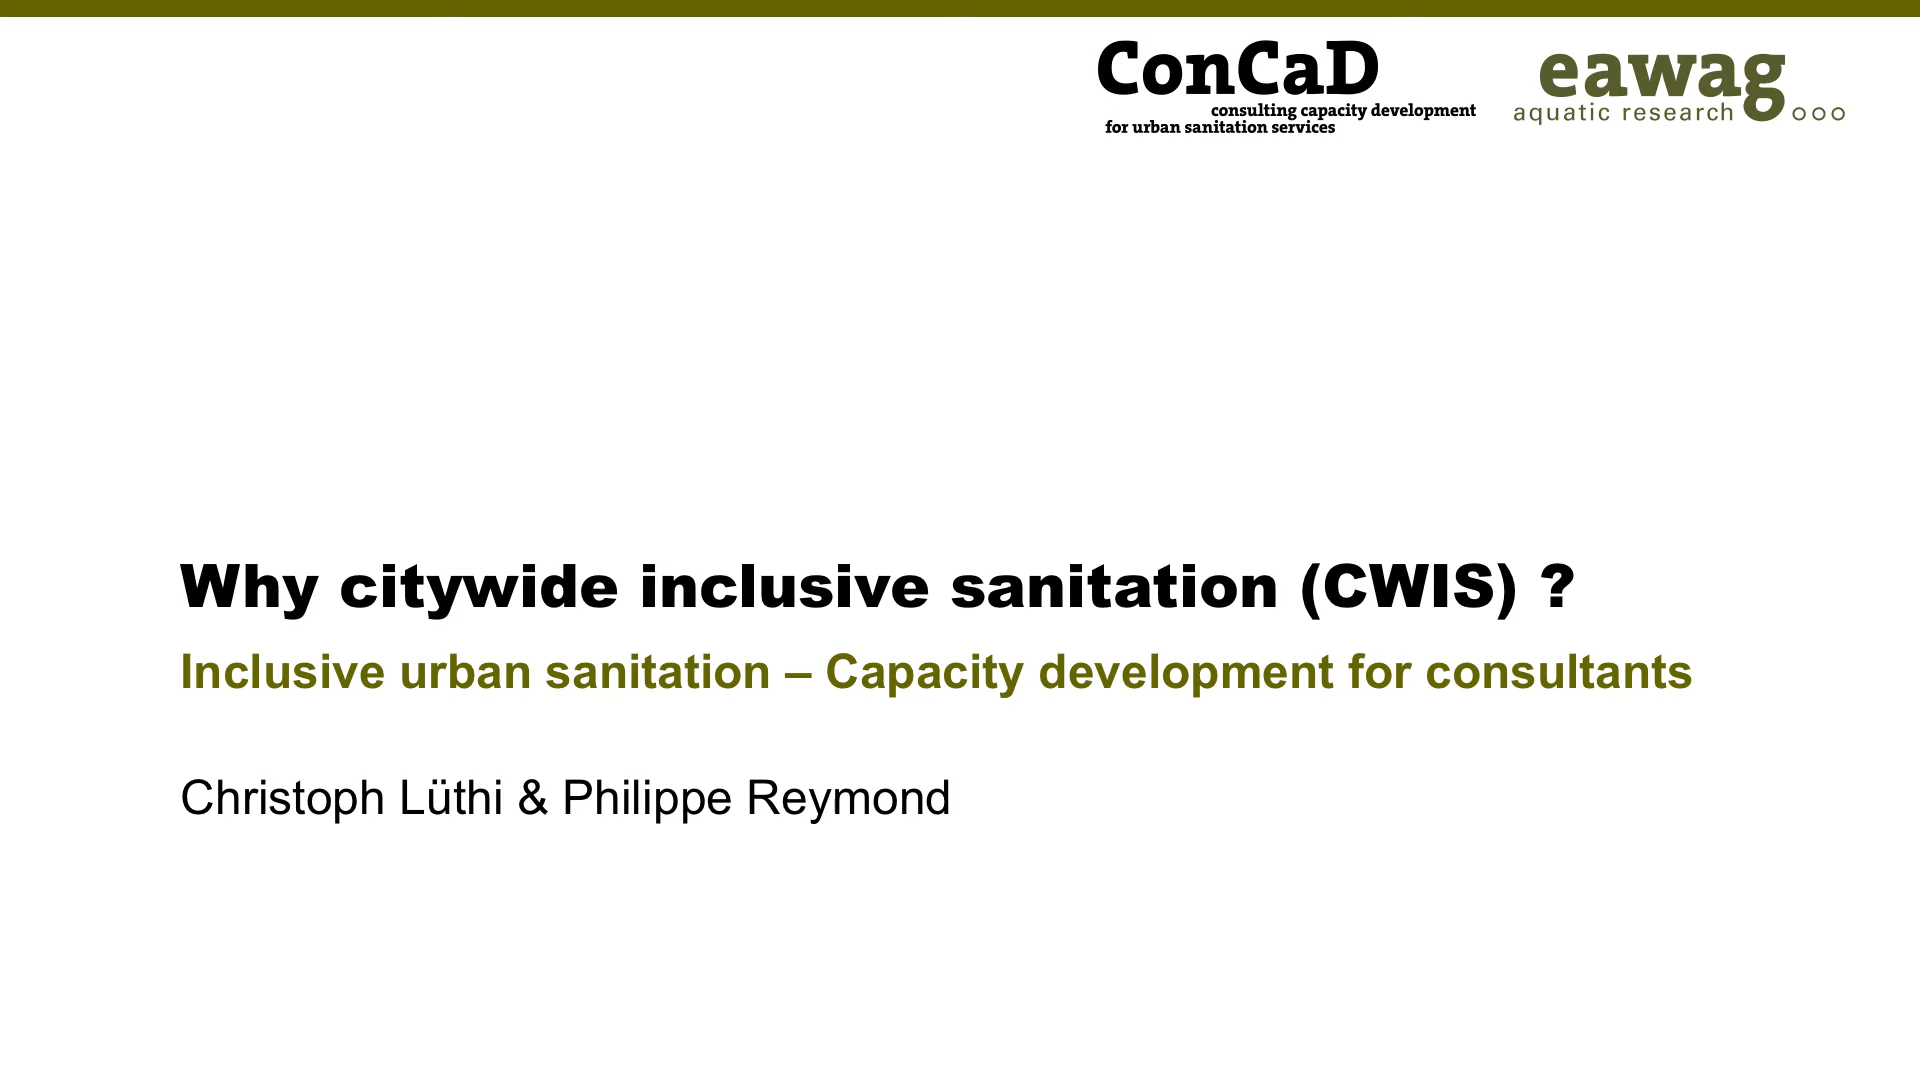 ConCaD
consulting capacity development
for urban sanitation services
eawag
aquatic research
Why citywide inclusive sanitation (CWIS) ?
Inclusive urban sanitation – Capacity development for consultants
Christoph Lüthi & Philippe Reymond